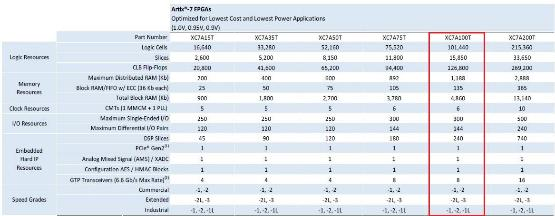 Artix®-7 FPGAs
Optimized for Lowest Cost and Lowest Power Applications
(1.0V, 0.95V, 0.9V)
Part Number XC7A15T XC7A35T XC7A50T XC7A75T XC7A100T XC7A200T
Logic Resources
Logic Cells 16,640 33,280 52,160 75,520 101,440 215,360
Slices 2,600 5,200 8,150 11,800 15,850 33,650
CLB Flip-Flops 20,800 41,600 65,200 94,400 126,800 269,200
Memory Resources
Maximum Distributed RAM (Kb) 200 400 600 892 1,188 2,888
Block RAM/FIFO w/ ECC (36 Kb each) 25 50 75 105 135 365
Total Block RAM (Kb) 900 1,800 2,700 3,780 4,860 13,140
Clock Resources CMTs (1 MMCM + 1 PLL) 5 5 5 6 6 10
I/O Resources
Maximum Single-Ended I/O 250 250 250 300 300 500
Maximum Differential I/O Pairs 120 120 120 144 144 240
Embedded Hard IP Resources
DSP Slices 45 90 120 180 240 740
PCIe® Gen2 1 1 1 1 1 1
Analog Mixed Signal (AMS) / XADC 1 1 1 1 1 1
Configuration AES / HMAC Blocks 1 1 1 1 1 1
GTP Transceivers (6.6 Gb/s Max Rate) 4 4 4 8 8 16
Speed Grades
Commercial -1, -2 -1, -2 -1, -2 -1, -2 -1, -2 -1, -2
Extended -2L, -3 -2L, -3 -2L, -3 -2L, -3 -2L, -3 -2L, -3
Industrial -1, -2, -1L -1, -2, -1L -1, -2, -1L -1, -2, -1L -1, -2, -1L -1, -2, -1L